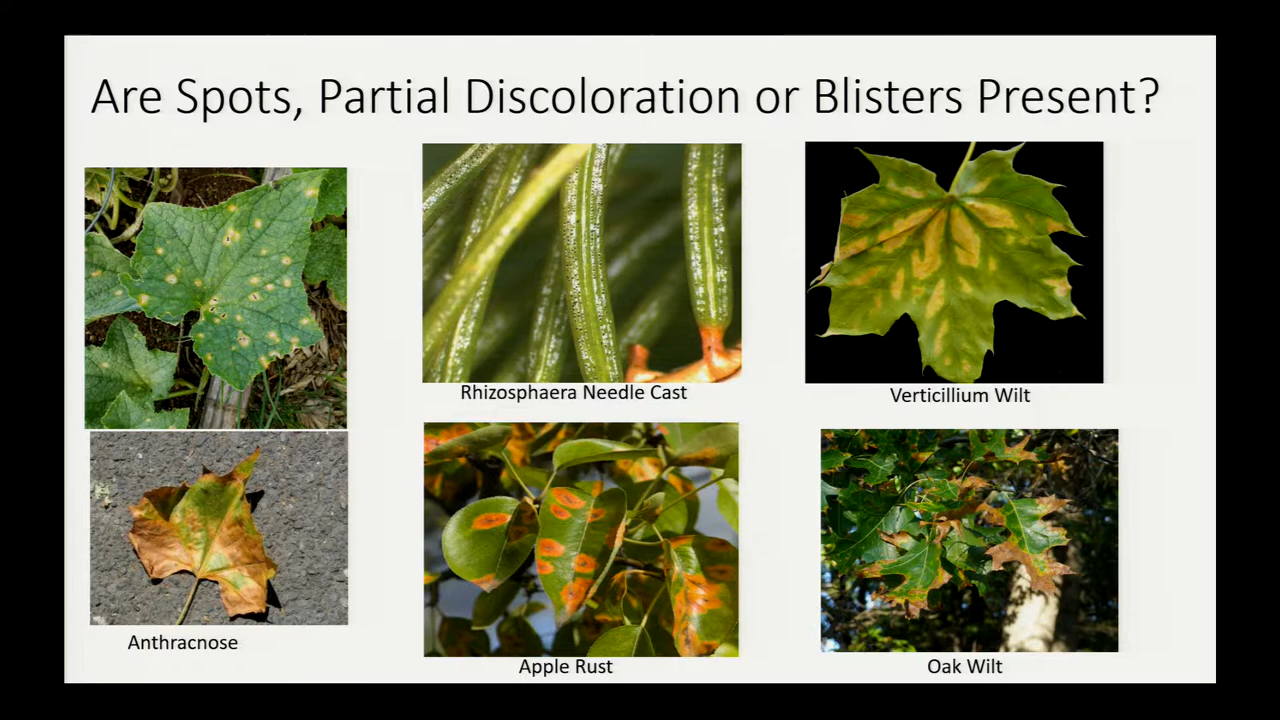 Are Spots, Partial Discoloration or Blisters Present?
Rhizosphaera Needle Cast
Verticillium Wilt
Anthracnose
Apple Rust
Oak Wilt